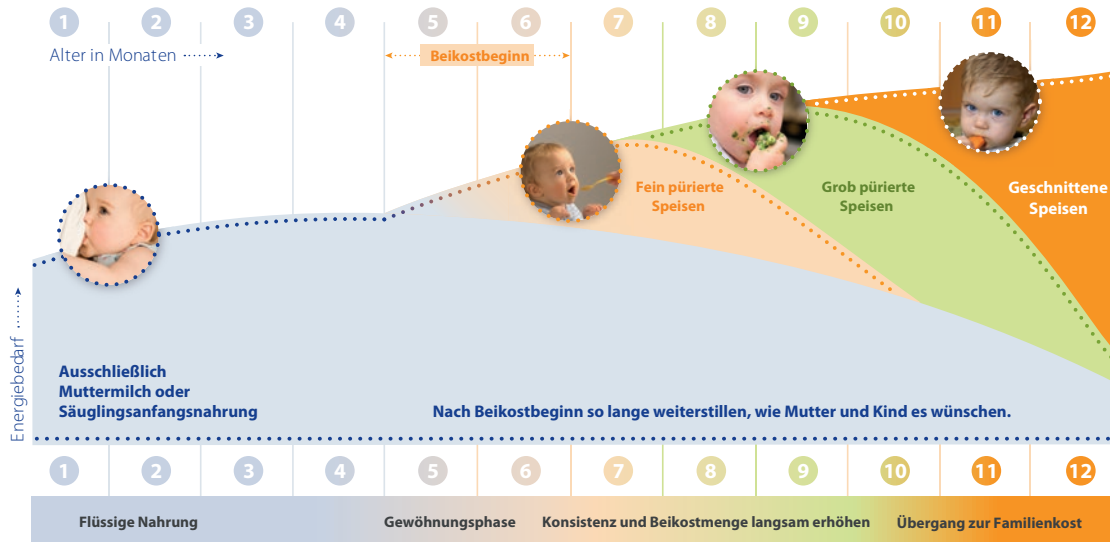 1 2 3 4 5 6 7 8 9 10 11 12
Alter in Monaten
Beikostbeginn
Fein pürierte
Speisen
Grob pürierte
Speisen
Geschnittene
Speisen
Energiebedarf
Ausschließlich
Muttermilch oder
Säuglingsanfangsnahrung
Nach Beikostbeginn so lange weiterstillen, wie Mutter und Kind es wünschen.
1 2 3 4 5 6 7 8 9 10 11 12
Flüssige Nahrung
Gewöhnungsphase
Konsistenz und Beikostmenge langsam erhöhen
Übergang zur Familienkost